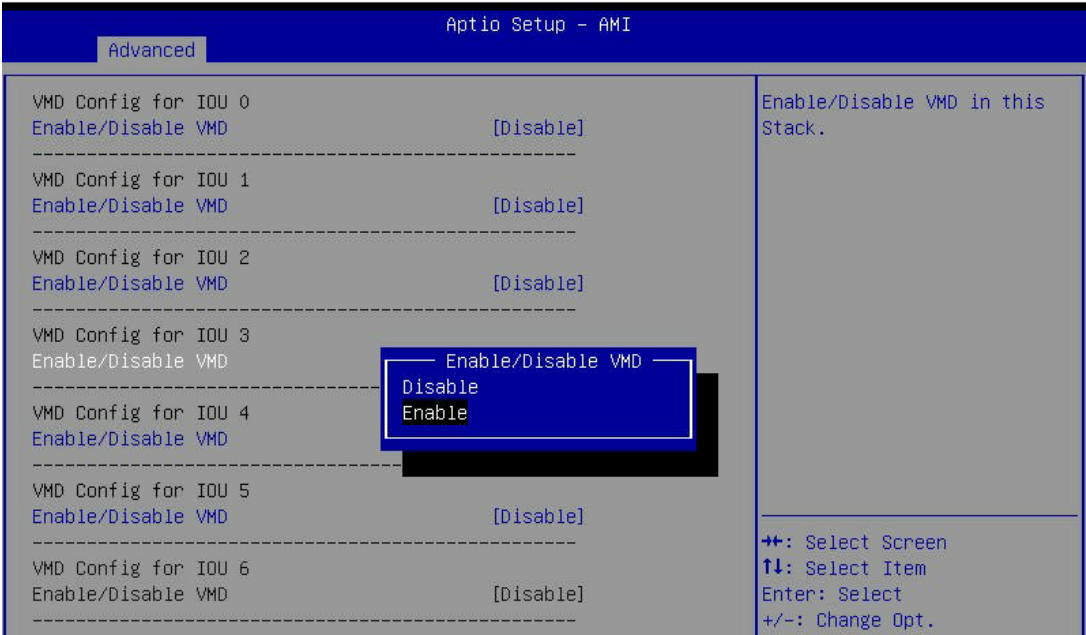 Aptio Setup - AMI
Advanced
VMD Config for IOU 0
Enable/Disable VMD [Disable]
VMD Config for IOU 1
Enable/Disable VMD [Disable]
VMD Config for IOU 2
Enable/Disable VMD [Disable]
VMD Config for IOU 3
Enable/Disable VMD
VMD Config for IOU 4
Enable/Disable VMD
VMD Config for IOU 5
Enable/Disable VMD [Disable]
VMD Config for IOU 6
Enable/Disable VMD [Disable]
Enable/Disable VMD
Disable
Enable
Enable/Disable VMD in this
Stack.
→←: Select Screen
↑↓: Select Item
Enter: Select
+/-: Change Opt.